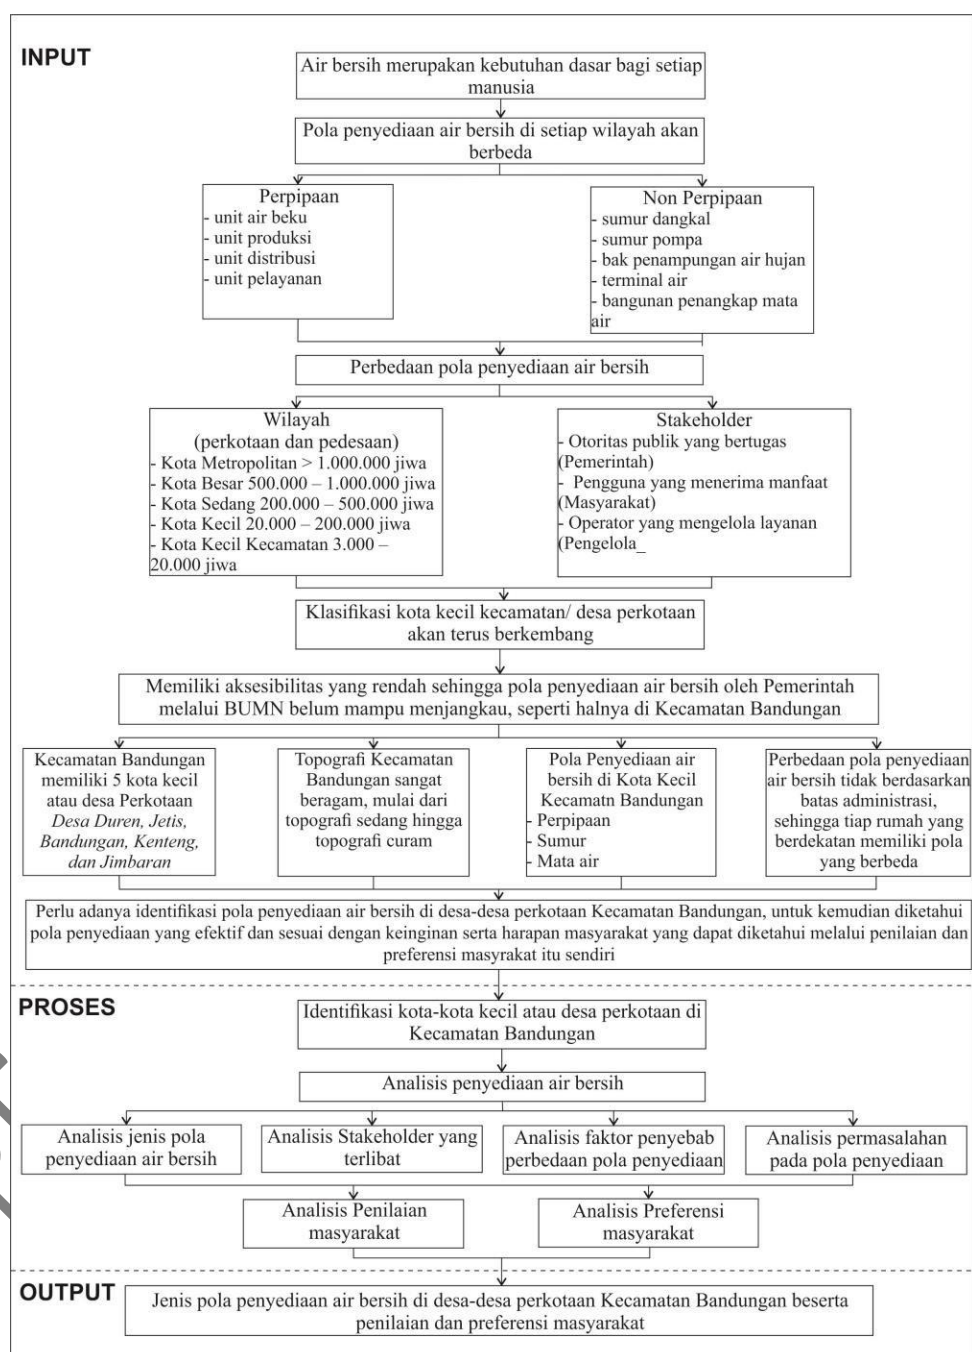 INPUT
Air bersih merupakan kebutuhan dasar bagi setiap
manusia
Pola penyediaan air bersih di setiap wilayah akan
berbeda
Perpipaan
- unit air beku
- unit produksi
- unit distribusi
- unit pelayanan
Non Perpipaan
- sumur dangkal
- sumur pompa
- bak penampungan air hujan
- terminal air
- bangunan penangkap mata
air
Perbedaan pola penyediaan air bersih
Wilayah
(perkotaan dan pedesaan)
- Kota Metropolitan > 1.000.000 jiwa
- Kota Besar 500.000 – 1.000.000 jiwa
- Kota Sedang 200.000 – 500.000 jiwa
- Kota Kecil 20.000 – 200.000 jiwa
- Kota Kecil Kecamatan 3.000 –
20.000 jiwa
Stakeholder
- Otoritas publik yang bertugas
(Pemerintah)
- Pengguna yang menerima manfaat
(Masyarakat)
- Operator yang mengelola layanan
(Pengelola_
Klasifikasi kota kecil kecamatan/ desa perkotaan
akan terus berkembang
Memiliki aksesibilitas yang rendah sehingga pola penyediaan air bersih oleh Pemerintah
melalui BUMN belum mampu menjangkau, seperti halnya di Kecamatan Bandungan
Kecamatan Bandungan
memiliki 5 kota kecil
atau desa Perkotaan
Desa Duren, Jetis,
Bandungan, Kenteng,
dan Jimbaran
Topografi Kecamatan
Bandungan sangat
beragam, mulai dari
topografi sedang hingga
topografi curam
Pola Penyediaan air
bersih di Kota Kecil
Kecamatn Bandungan
- Perpipaan
- Sumur
- Mata air
Perbedaan pola penyediaan
air bersih tidak berdasarkan
batas administrasi,
sehingga tiap rumah yang
berdekatan memiliki pola
yang berbeda
Perlu adanya identifikasi pola penyediaan air bersih di desa-desa perkotaan Kecamatan Bandungan, untuk kemudian diketahui
pola penyediaan yang efektif dan sesuai dengan keinginan serta harapan masyarakat yang dapat diketahui melalui penilaian dan
preferensi masyrakat itu sendiri
PROSES
Identifikasi kota-kota kecil atau desa perkotaan di
Kecamatan Bandungan
Analisis penyediaan air bersih
Analisis jenis pola
penyediaan air bersih
Analisis Stakeholder yang
terlibat
Analisis faktor penyebab
perbedaan pola penyediaan
Analisis permasalahan
pada pola penyediaan
Analisis Penilaian
masyarakat
Analisis Preferensi
masyarakat
OUTPUT
Jenis pola penyediaan air bersih di desa-desa perkotaan Kecamatan Bandungan beserta
penilaian dan preferensi masyarakat